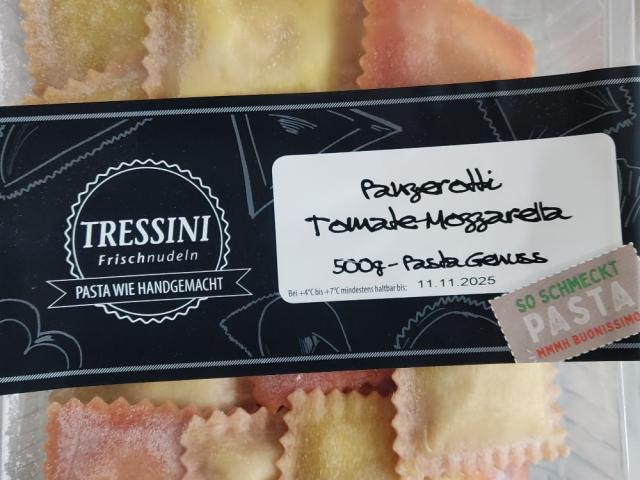 TRESSINI
Frischnudeln
PASTA WIE HANDGEMACHT
Panzerotti
Tomate-Mozzarella
500g - Pasta Genuss
Bei +4°C bis +7°C mindestens haltbar bis: 11.11.2025
SO SCHMECKT
PASTA
MMMH BUONISSIMO